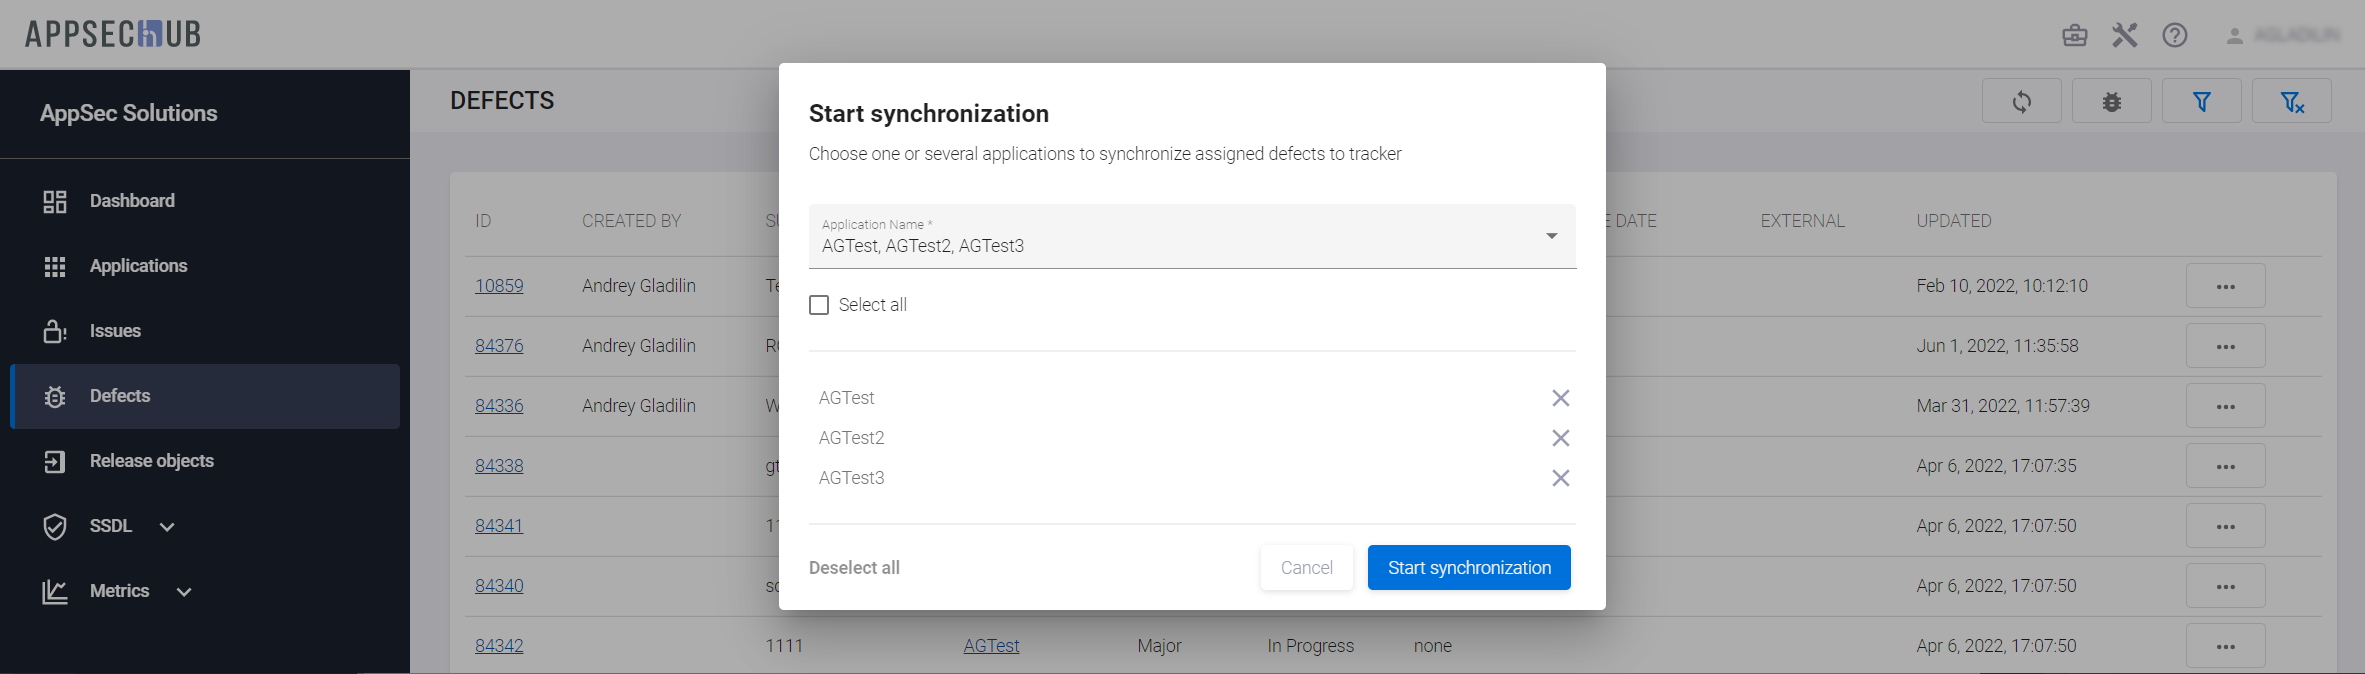 APPSECHUB
AppSec Solutions
Dashboard
Applications
Issues
Defects
Release objects
SSDL
Metrics
DEFECTS
ID CREATED BY DATE EXTERNAL UPDATED
10859 Andrey Gladilin Feb 10, 2022, 10:12:10
84376 Andrey Gladilin Jun 1, 2022, 11:35:58
84336 Andrey Gladilin Mar 31, 2022, 11:57:39
84338 Apr 6, 2022, 17:07:35
84341 Apr 6, 2022, 17:07:50
84340 Apr 6, 2022, 17:07:50
84342 1111 AGTest Major In Progress none Apr 6, 2022, 17:07:50
Start synchronization
Choose one or several applications to synchronize assigned defects to tracker
Application Name *
AGTest, AGTest2, AGTest3
Select all
AGTest
AGTest2
AGTest3
Deselect all
Cancel
Start synchronization